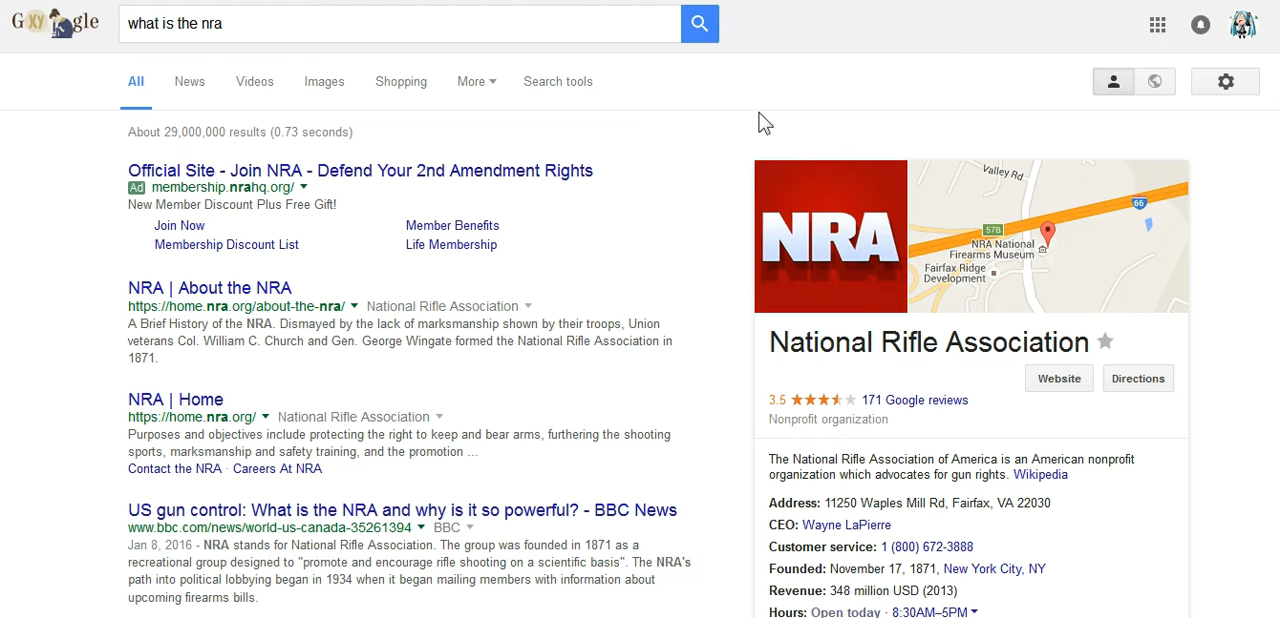 G XY gle
what is the nra
All News Videos Images Shopping More Search tools
About 29,000,000 results (0.73 seconds)
Official Site - Join NRA - Defend Your 2nd Amendment Rights
Ad membership.nrahq.org/
New Member Discount Plus Free Gift!
Join Now Member Benefits
Membership Discount List Life Membership
NRA | About the NRA
https://home.nra.org/about-the-nra/ National Rifle Association
A Brief History of the NRA. Dismayed by the lack of marksmanship shown by their troops, Union
veterans Col. William C. Church and Gen. George Wingate formed the National Rifle Association in
1871.
NRA | Home
https://home.nra.org/ National Rifle Association
Purposes and objectives include protecting the right to keep and bear arms, furthering the shooting
sports, marksmanship and safety training, and the promotion ...
Contact the NRA · Careers At NRA
US gun control: What is the NRA and why is it so powerful? - BBC News
www.bbc.com/news/world-us-canada-35261394 BBC
Jan 8, 2016 - NRA stands for National Rifle Association. The group was founded in 1871 as a
recreational group designed to "promote and encourage rifle shooting on a scientific basis". The NRA's
path into political lobbying began in 1934 when it began mailing members with information about
upcoming firearms bills.
NRA
Valley Rd
66
57B
NRA National
Firearms Museum
Fairfax Ridge
Development
National Rifle Association
Website Directions
3.5 171 Google reviews
Nonprofit organization
The National Rifle Association of America is an American nonprofit
organization which advocates for gun rights. Wikipedia
Address: 11250 Waples Mill Rd, Fairfax, VA 22030
CEO: Wayne LaPierre
Customer service: 1 (800) 672-3888
Founded: November 17, 1871, New York City, NY
Revenue: 348 million USD (2013)
Hours: Open today · 8:30AM–5PM